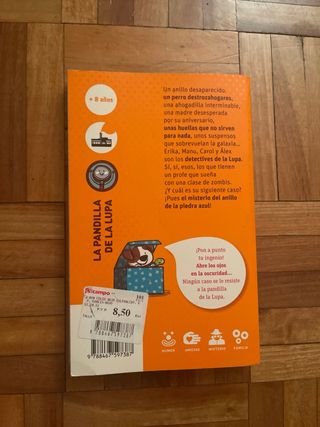 + 8 años
Un anillo desaparecido,
un perro destrozahogares,
una ahogadilla interminable,
una madre desesperada
por su aniversario,
unas huellas que no sirven
para nada, unos suspensos
que sobrevuelan la galaxia...
Erika, Manu, Carol y Álex
son los detectives de la Lupa.
Sí, sí, esos, los que tienen
un profe que sueña
con una clase de zombis.
¿Y cuál es su siguiente caso?
¡Pues el misterio del anillo
de la piedra azul!
LA PANDILLA
DE LA LUPA
¡Pon a punto
tu ingenio!
Abre los ojos
en la oscuridad...
Ningún caso se le resiste
a la pandilla
de la Lupa.
Alcampo
P V P 8,50
9788467597387
HUMOR
AMISTAD
MISTERIO
FAMILIA